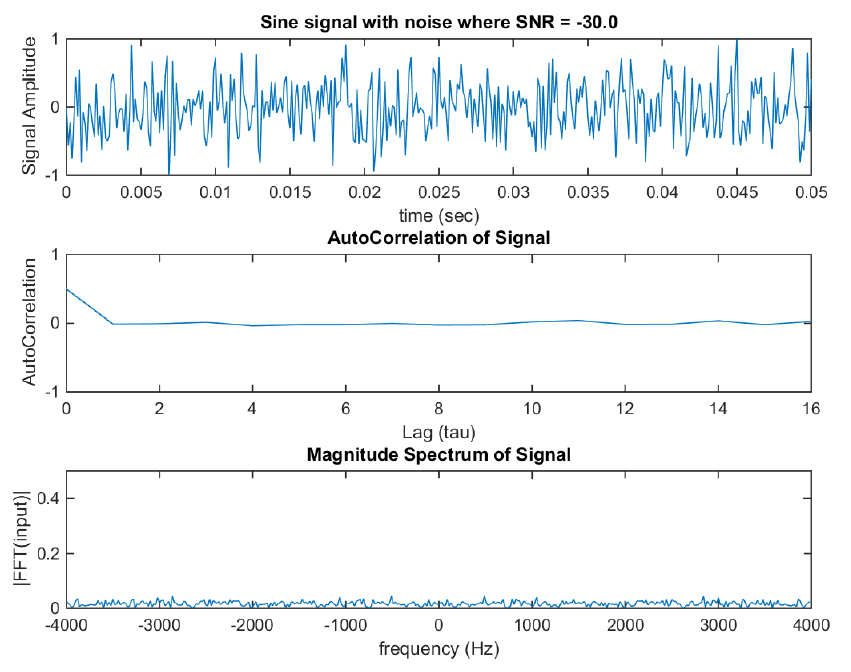 Sine signal with noise where SNR = -30.0
Signal Amplitude
1
0
-1
0 0.005 0.01 0.015 0.02 0.025 0.03 0.035 0.04 0.045 0.05
time (sec)
AutoCorrelation of Signal
AutoCorrelation
1
0
-1
0 2 4 6 8 10 12 14 16
Lag (tau)
Magnitude Spectrum of Signal
|FFT(input)|
0.4
0.2
0
-4000 -3000 -2000 -1000 0 1000 2000 3000 4000
frequency (Hz)